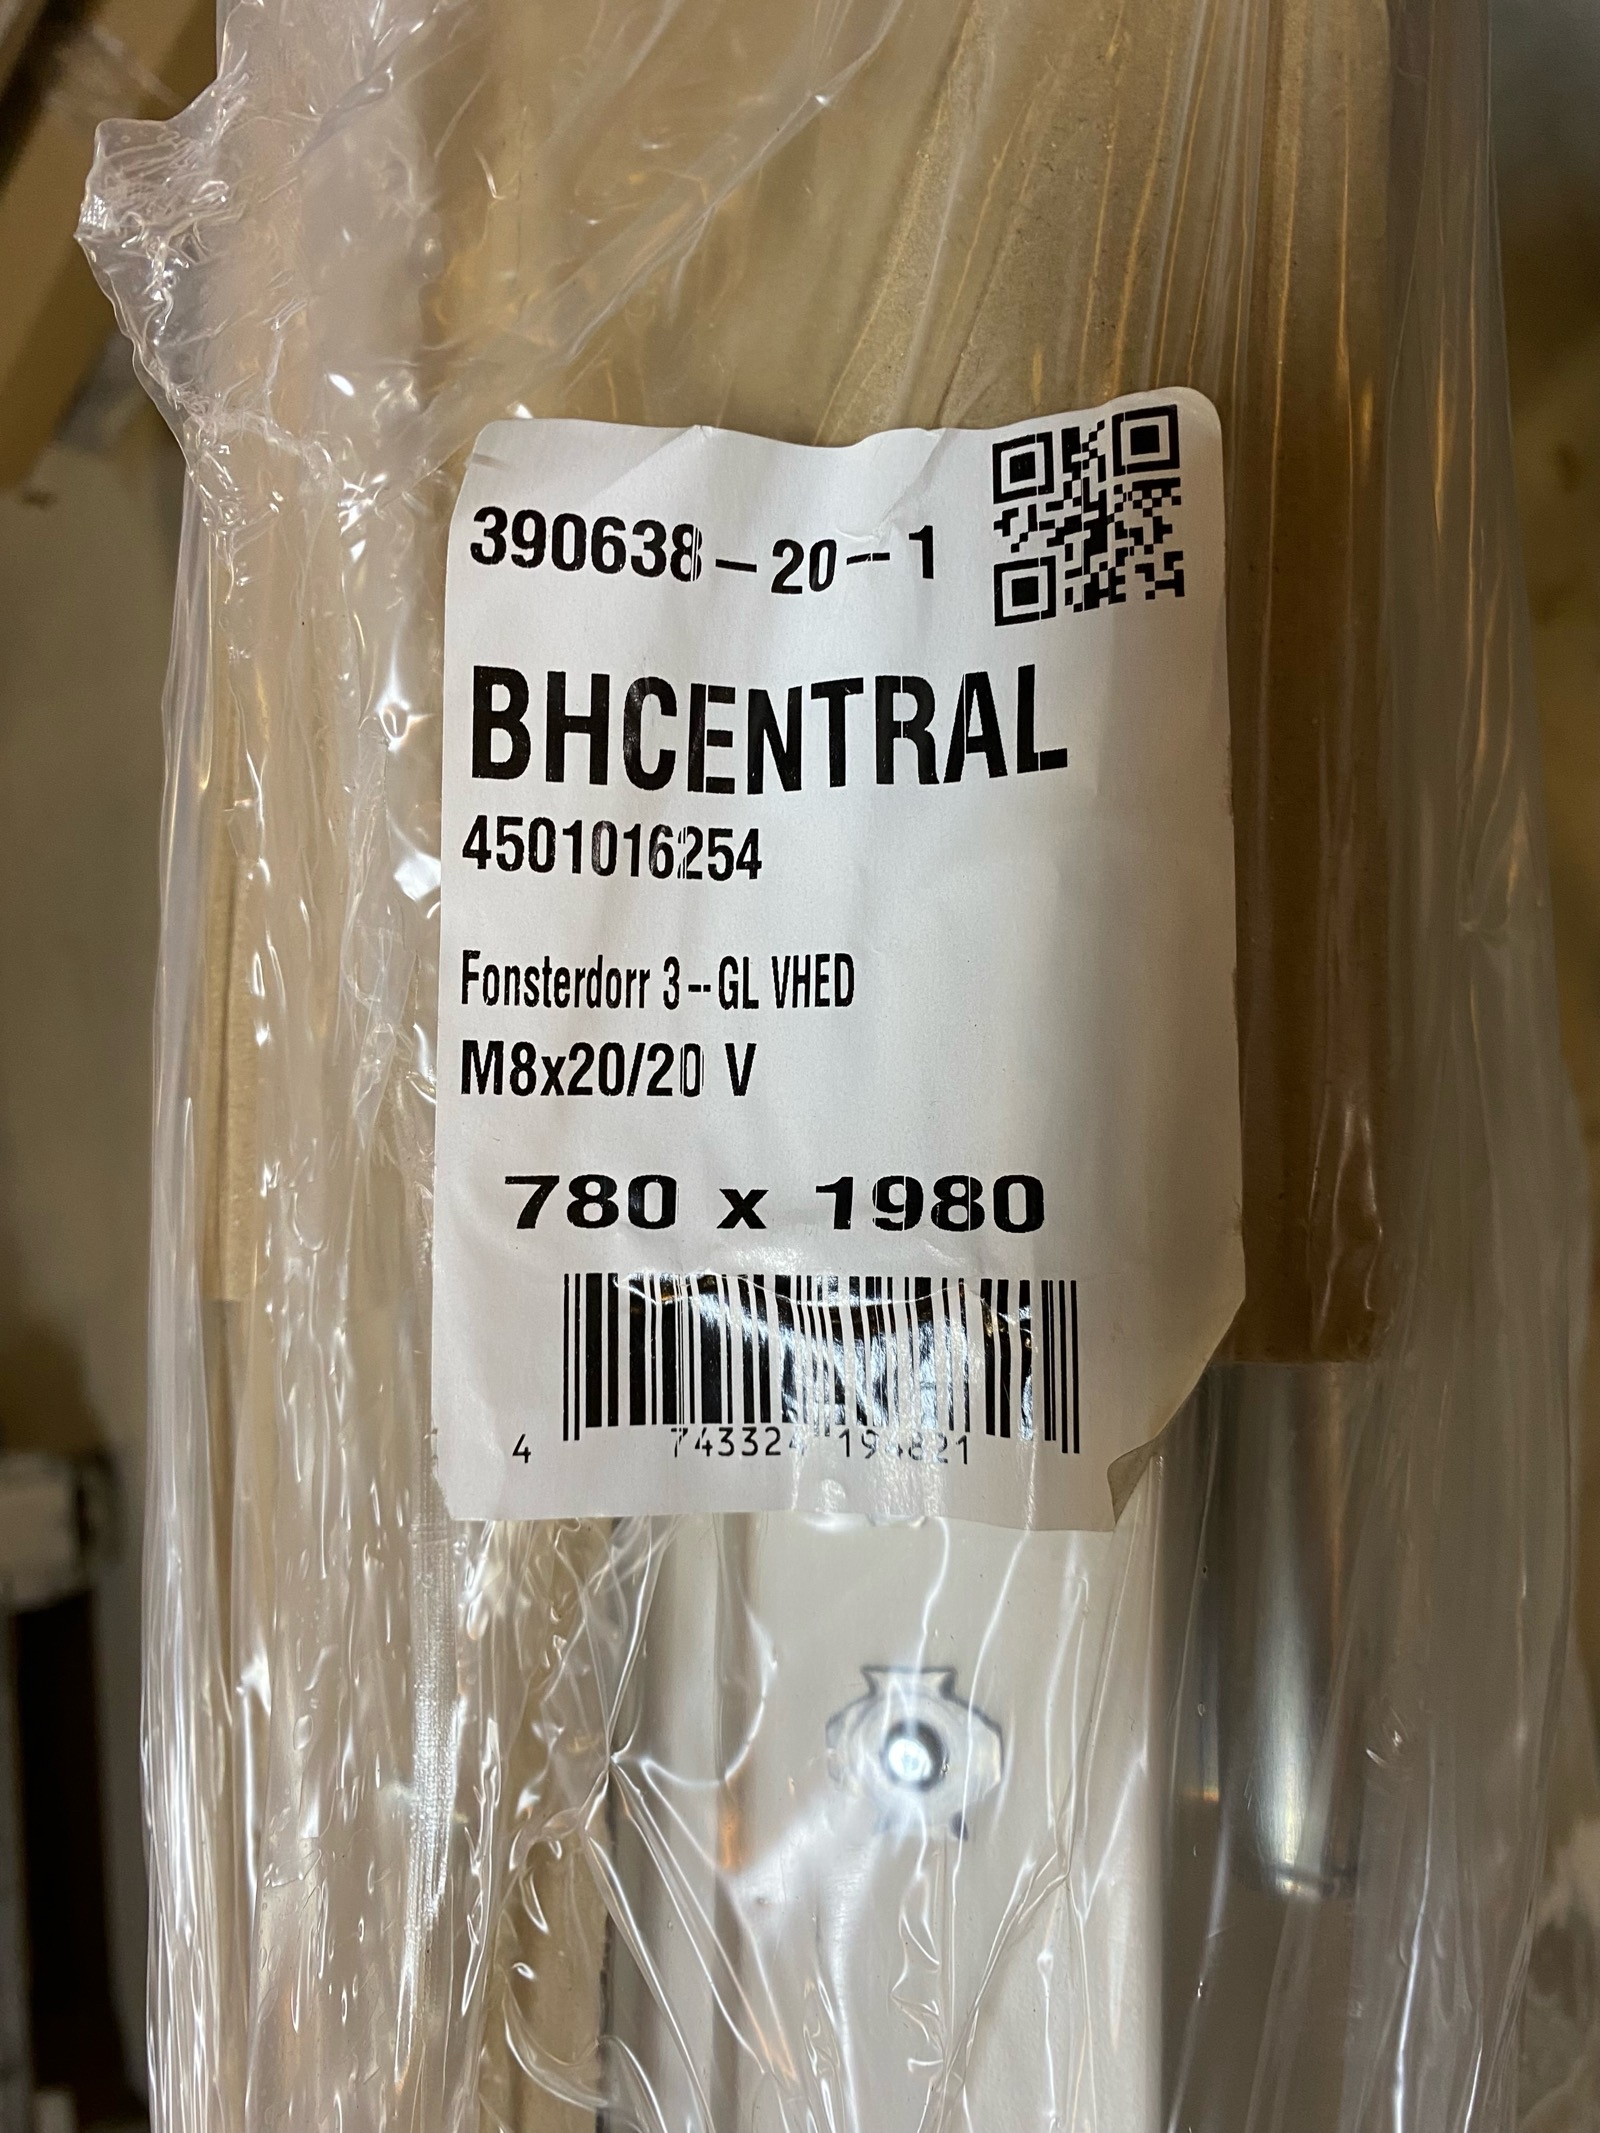 390638-20-1
BHCENTRAL
4501016254
Fonsterdorr 3-GL VHED
M8x20/20 V
780 x 1980
4 743324 194821